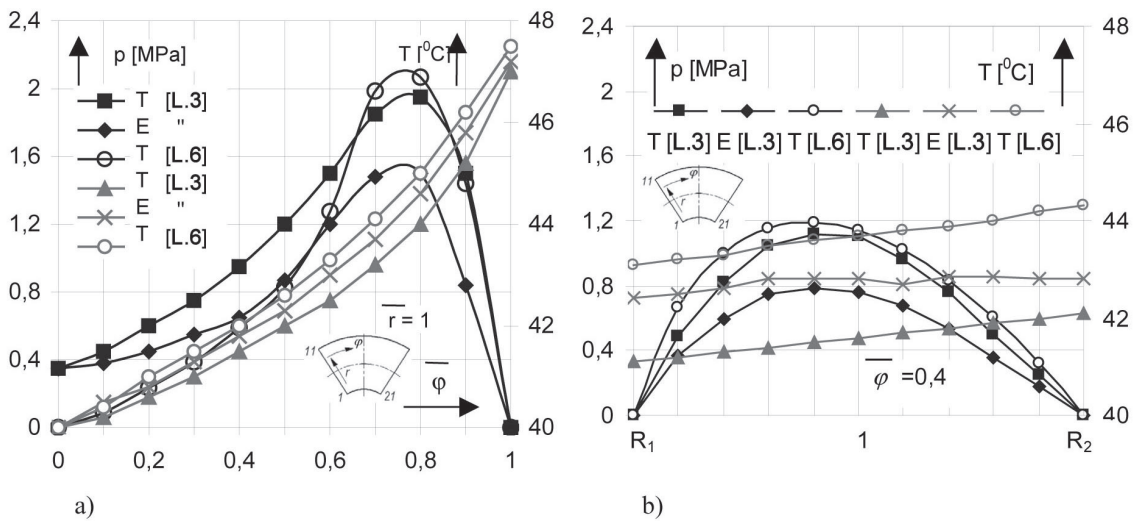 2,4
2
1,6
1,2
0,8
0,4
0
48
46
44
42
40
p [MPa]
T [⁰C]
T [L.3]
E "
T [L.6]
T [L.3]
E "
T [L.6]
r = 1
φ
11
φ
r
1
21
0 0,2 0,4 0,6 0,8 1
a)
2,4
2
1,6
1,2
0,8
0,4
0
48
46
44
42
40
p [MPa]
T [⁰C]
T [L.3] E [L.3] T [L.6] T [L.3] E [L.3] T [L.6]
11
φ
r
1
21
φ =0,4
R₁ 1 R₂
b)